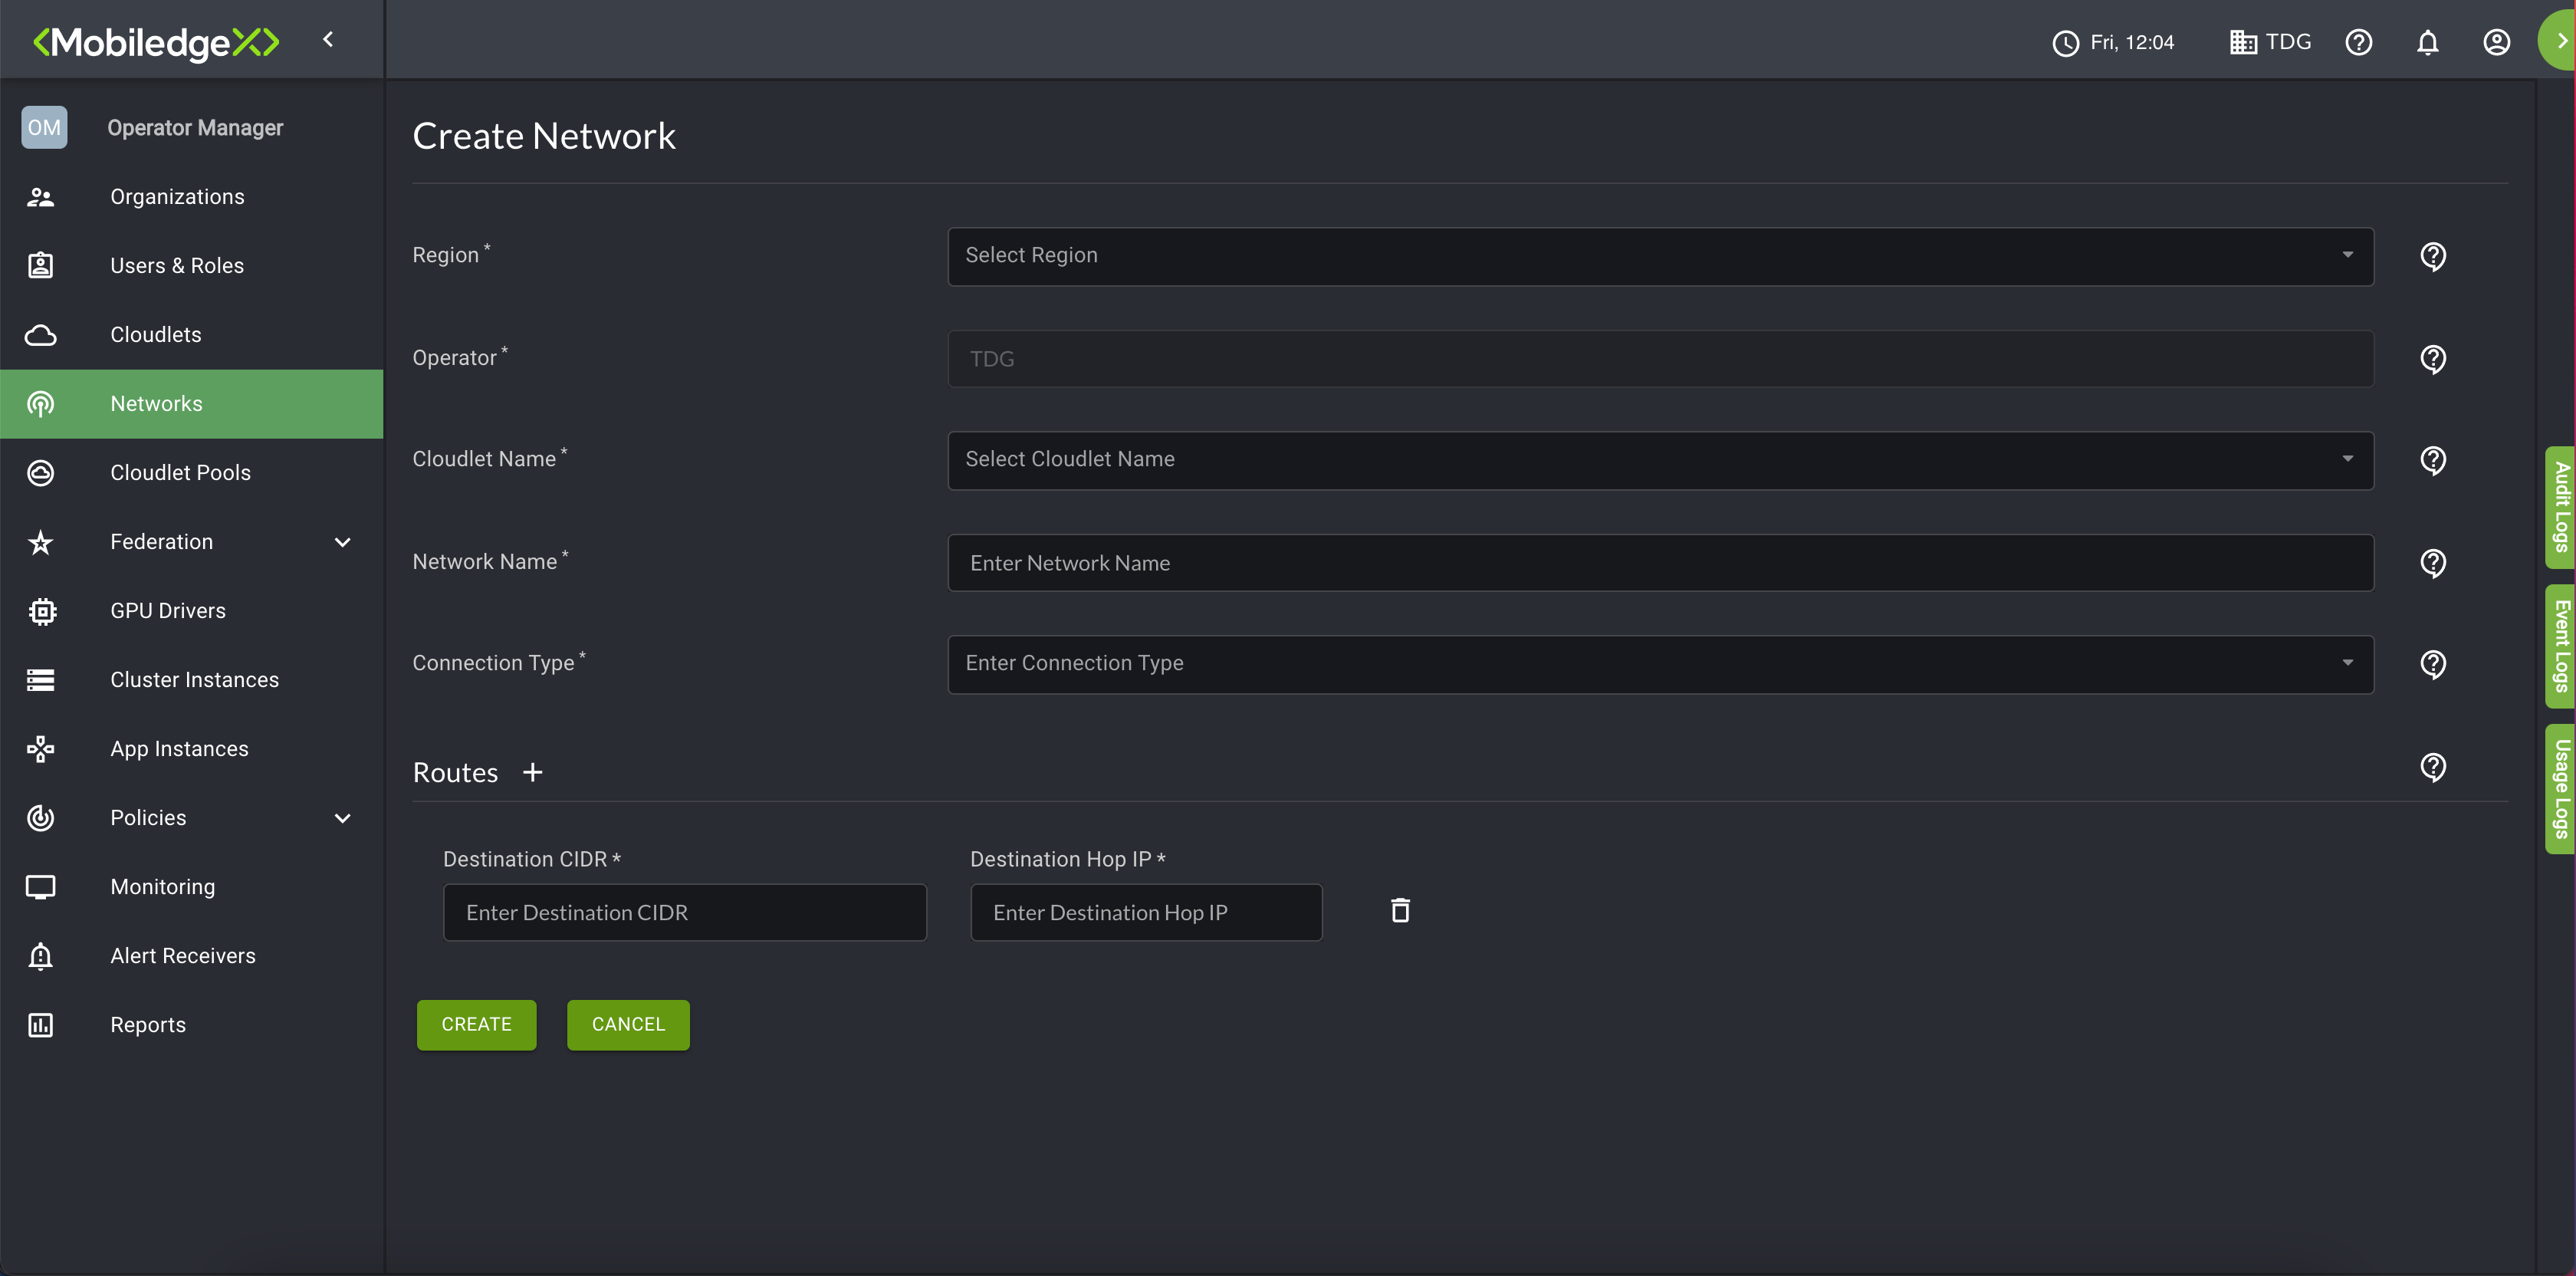 <MobiledgeX>
Fri, 12:04
TDG
OM
Operator Manager
Organizations
Users & Roles
Cloudlets
Networks
Cloudlet Pools
Federation
GPU Drivers
Cluster Instances
App Instances
Policies
Monitoring
Alert Receivers
Reports
Create Network
Region *
Select Region
Operator *
TDG
Cloudlet Name *
Select Cloudlet Name
Network Name *
Enter Network Name
Connection Type *
Enter Connection Type
Routes +
Destination CIDR *
Destination Hop IP *
Enter Destination CIDR
Enter Destination Hop IP
CREATE
CANCEL
Audit Logs
Event Logs
Usage Logs